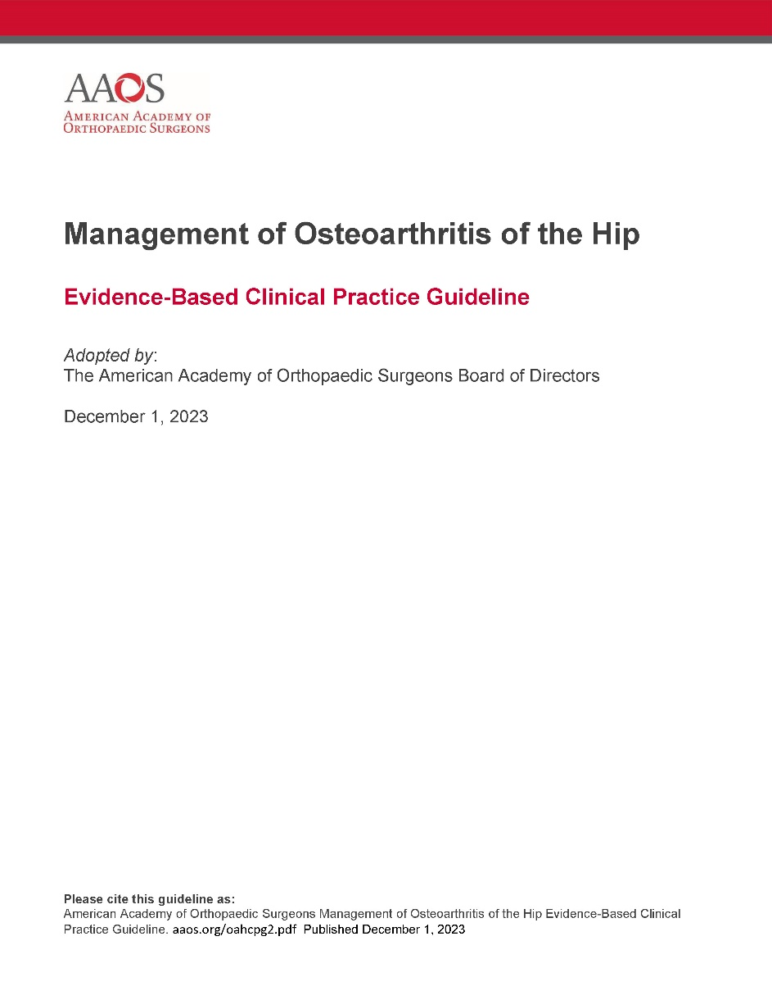 AAOS
AMERICAN ACADEMY OF
ORTHOPAEDIC SURGEONS
Management of Osteoarthritis of the Hip
Evidence-Based Clinical Practice Guideline
Adopted by:
The American Academy of Orthopaedic Surgeons Board of Directors
December 1, 2023
Please cite this guideline as:
American Academy of Orthopaedic Surgeons Management of Osteoarthritis of the Hip Evidence-Based Clinical
Practice Guideline. aaos.org/oahcpg2.pdf Published December 1, 2023